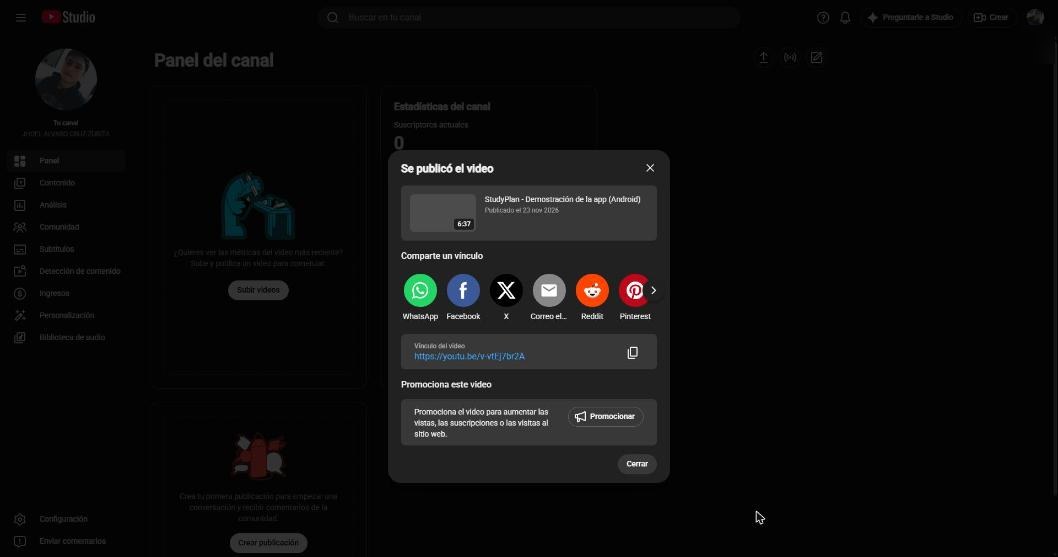 Studio
Buscar en tu canal
Preguntarle a Studio
Crear
Panel del canal
Tu canal
Panel
Contenido
Análisis
Comunidad
Subtítulos
Detección de contenido
Ingresos
Personalización
Biblioteca de audio
Configuración
Enviar comentarios
¿Quieres ver las métricas del video más reciente?
Sube y publica un video para comenzar.
Subir videos
Crea tu primera publicación para empezar una
conversación y recibir comentarios de la
comunidad.
Crear publicación
Estadísticas del canal
Suscriptores actuales
0
Se publicó el video
6:37
StudyPlan - Demostración de la app (Android)
Publicado el 23 nov 2026
Comparte un vínculo
WhatsApp
Facebook
X
Correo el...
Reddit
Pinterest
Vínculo del video
https://youtu.be/v-vtEj7br2A
Promociona este video
Promociona el video para aumentar las
vistas, las suscripciones o las visitas al
sitio web.
Promocionar
Cerrar